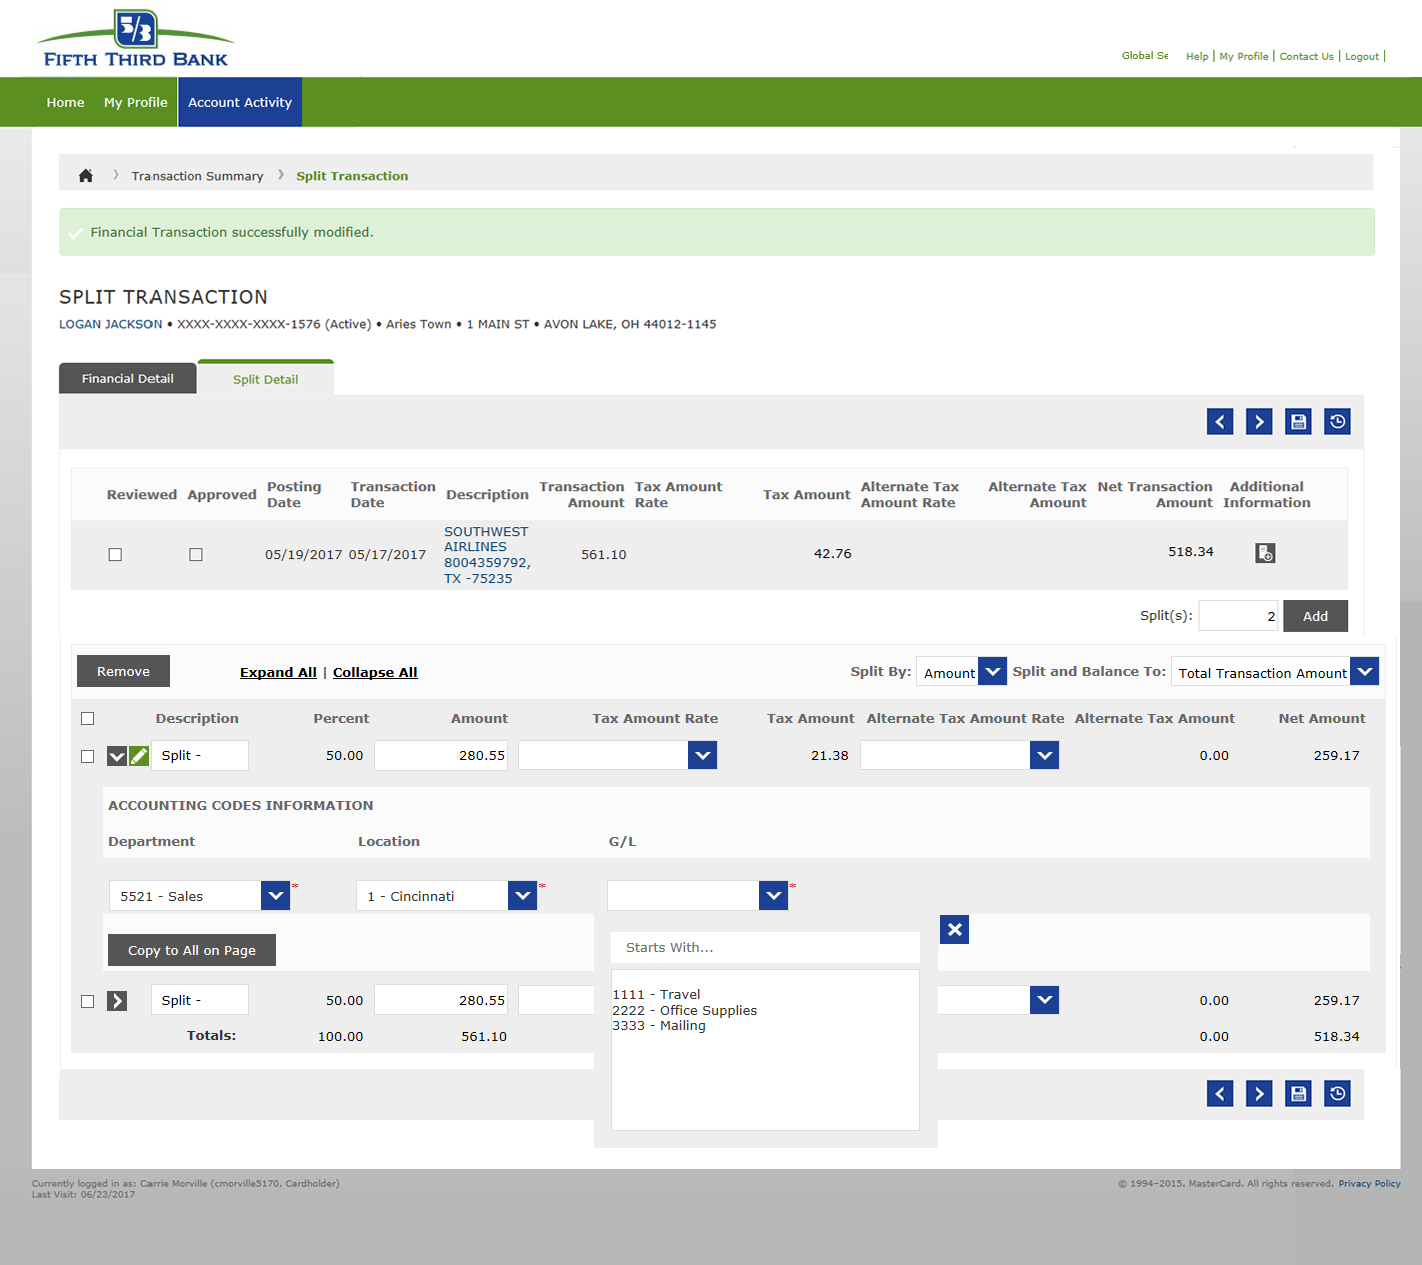 5/3
FIFTH THIRD BANK
Global Se Help | My Profile | Contact Us | Logout |
Home My Profile Account Activity
Transaction Summary Split Transaction
Financial Transaction successfully modified.
SPLIT TRANSACTION
LOGAN JACKSON • XXXX-XXXX-XXXX-1576 (Active) • Aries Town • 1 MAIN ST • AVON LAKE, OH 44012-1145
Financial Detail Split Detail
Reviewed Approved Posting Date Transaction Date Description Transaction Amount Tax Amount Rate Tax Amount Alternate Tax Amount Rate Alternate Tax Amount Net Transaction Amount Additional Information
05/19/2017 05/17/2017 SOUTHWEST AIRLINES 8004359792, TX -75235 561.10 42.76 518.34
Split(s): 2 Add
Remove Expand All | Collapse All Split By: Amount Split and Balance To: Total Transaction Amount
Description Percent Amount Tax Amount Rate Tax Amount Alternate Tax Amount Rate Alternate Tax Amount Net Amount
Split - 50.00 280.55 21.38 0.00 259.17
ACCOUNTING CODES INFORMATION
Department Location G/L
5521 - Sales * 1 - Cincinnati * *
Copy to All on Page
Starts With...
1111 - Travel
2222 - Office Supplies
3333 - Mailing
Split - 50.00 280.55 0.00 259.17
Totals: 100.00 561.10 0.00 518.34
Currently logged in as: Carrie Morville (cmorville5170, Cardholder)
Last Visit: 06/23/2017
© 1994-2015. MasterCard. All rights reserved. Privacy Policy